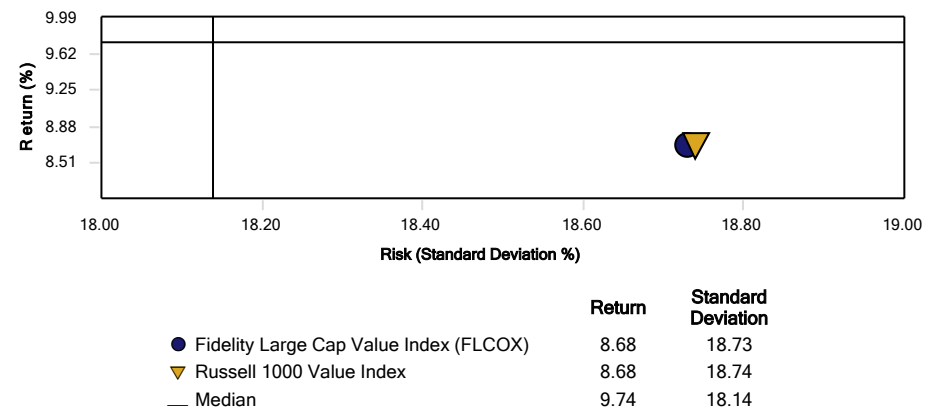 9.99
9.62
9.25
8.88
8.51
Return (%)
18.00 18.20 18.40 18.60 18.80 19.00
Risk (Standard Deviation %)
Return Standard Deviation
Fidelity Large Cap Value Index (FLCOX) 8.68 18.73
Russell 1000 Value Index 8.68 18.74
Median 9.74 18.14